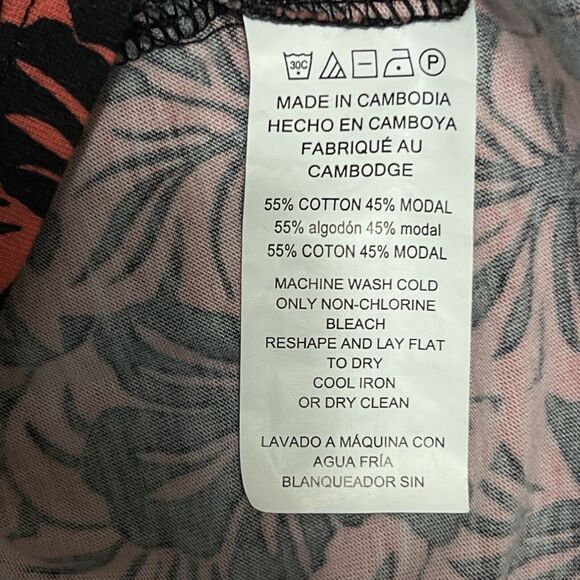 30C P
MADE IN CAMBODIA
HECHO EN CAMBOYA
FABRIQUÉ AU
CAMBODGE
55% COTTON 45% MODAL
55% algodón 45% modal
55% COTON 45% MODAL
MACHINE WASH COLD
ONLY NON-CHLORINE
BLEACH
RESHAPE AND LAY FLAT
TO DRY
COOL IRON
OR DRY CLEAN
LAVADO A MÁQUINA CON
AGUA FRÍA
BLANQUEADOR SIN